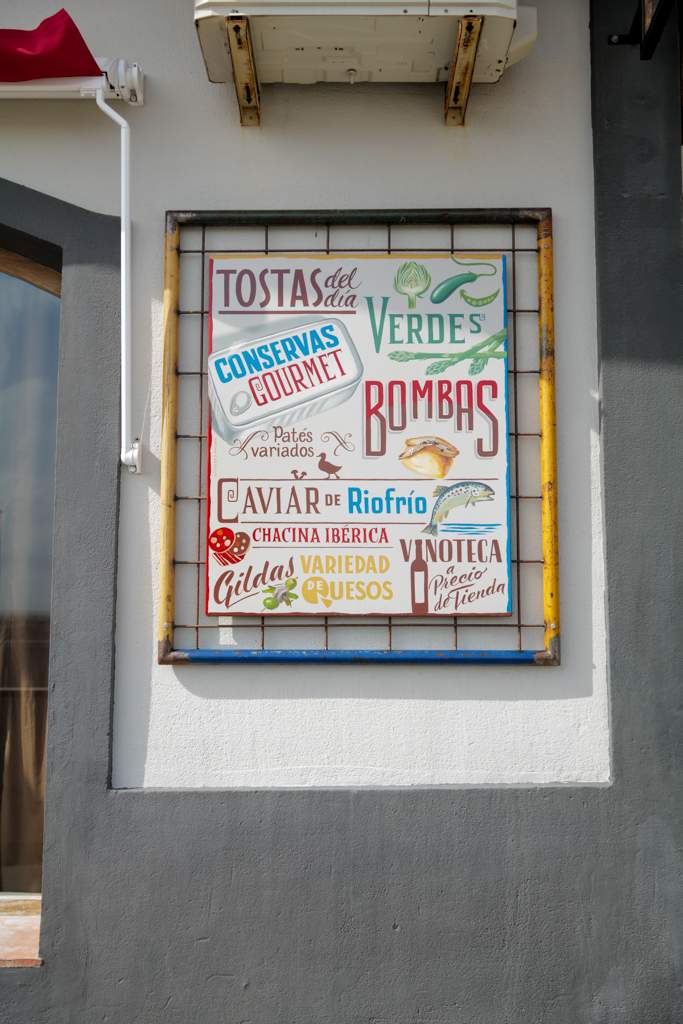 TOSTAS del día
VERDES
CONSERVAS
GOURMET
BOMBAS
Patés
variados
CAVIAR DE Riofrío
CHACINA IBÉRICA
Gildas
VARIEDAD
DE QUESOS
VINOTECA
a
Precio
de Tienda